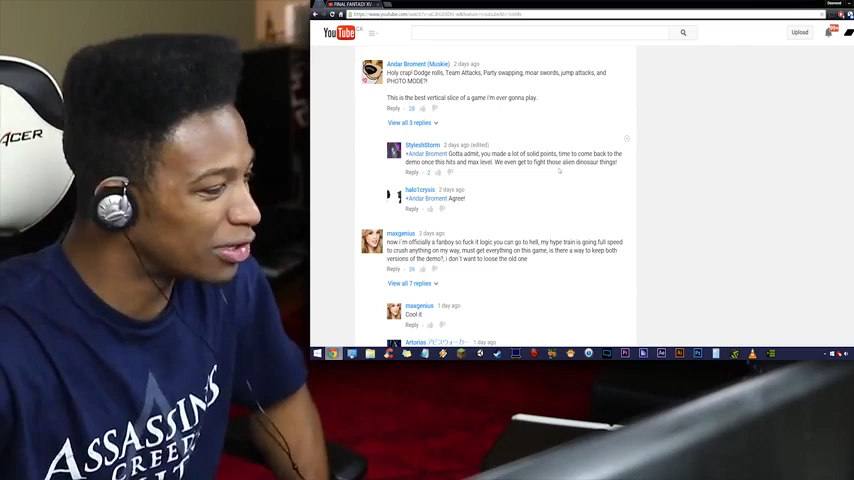 FINAL FANTASY XV
YouTube CA
Upload
Andar Broment (Muskie) 2 days ago
Holy crap! Dodge rolls, Team Attacks, Party swapping, moar swords, jump attacks, and
PHOTO MODE?!
This is the best vertical slice of a game I'm ever gonna play.
Reply 28
View all 3 replies
StyleshStorm 2 days ago (edited)
+Andar Broment Gotta admit, you made a lot of solid points, time to come back to the
demo once this hits and max level. We even get to fight those alien dinosaur things!
Reply 2
halo1crysis 2 days ago
+Andar Broment Agree!
Reply
maxgenius 2 days ago
now i´m officially a fanboy so fuck it logic you can go to hell, my hype train is going full speed
to crush anything on my way, must get everything on this game, is there a way to keep both
versions of the demo?, i don´t want to loose the old one
Reply 39
View all 7 replies
maxgenius 1 day ago
Cool it
Reply
Artorias 1 day ago
ACER
ASSASSINS
CREED